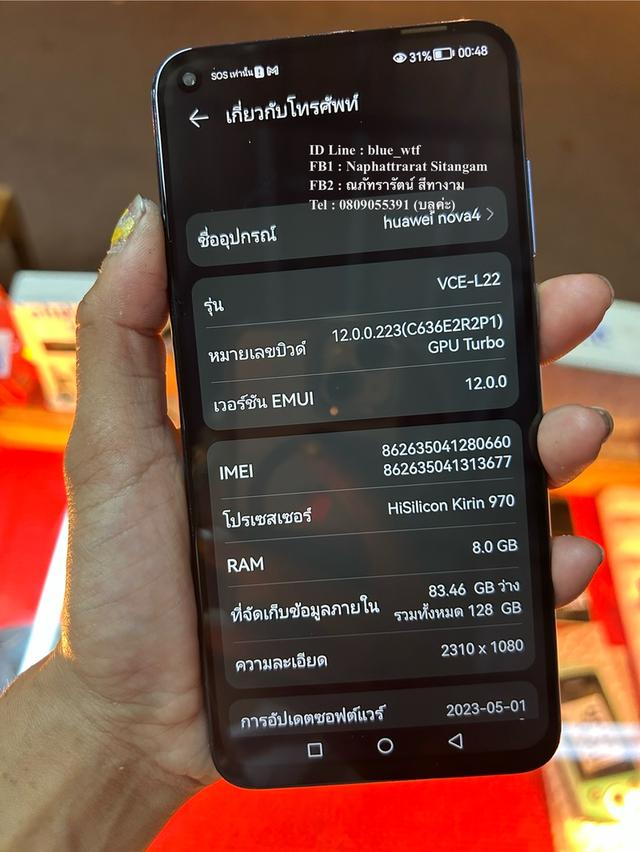 SOS เท่านั้น 31% 00:48
เกี่ยวกับโทรศัพท์
ID Line : blue_wtf
FB1 : Naphattrarat Sitangam
FB2 : ณภัทรารัตน์ สีทางาม
Tel : 0809055391 (บลูค่ะ)
ชื่ออุปกรณ์ huawei nova4
รุ่น VCE-L22
หมายเลขบิวด์ 12.0.0.223(C636E2R2P1)
GPU Turbo
เวอร์ชัน EMUI 12.0.0
IMEI 862635041280660
862635041313677
โปรเซสเซอร์ HiSilicon Kirin 970
RAM 8.0 GB
ที่จัดเก็บข้อมูลภายใน 83.46 GB ว่าง
รวมทั้งหมด 128 GB
ความละเอียด 2310 x 1080
การอัปเดตซอฟต์แวร์ 2023-05-01